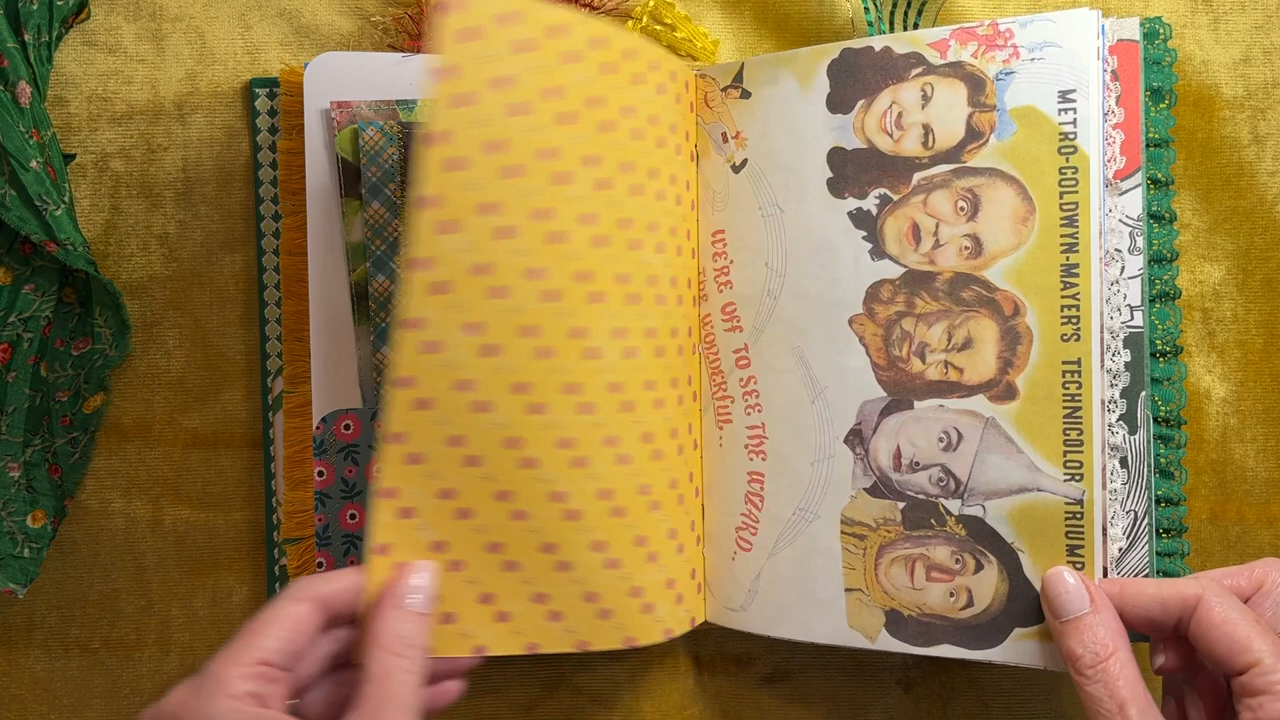 METRO-GOLDWYN-MAYER'S TECHNICOLOR TRIUMP
WE'RE OFF TO SEE THE WIZARD..
THE WONDERFUL...